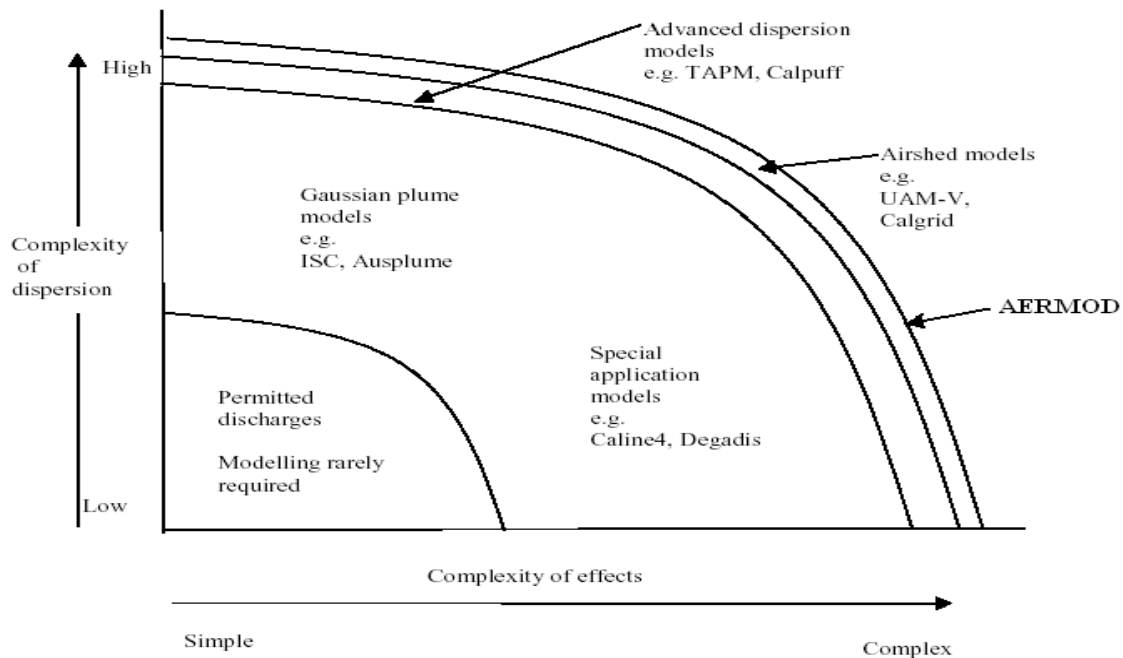 Advanced dispersion
models
e.g. TAPM, Calpuff
High
Airshed models
e.g.
UAM-V,
Calgrid
Gaussian plume
models
e.g.
ISC, Ausplume
Complexity
of
dispersion
AERMOD
Special
application
models
e.g.
Caline4, Degadis
Permitted
discharges
Modelling rarely
required
Low
Complexity of effects
Simple
Complex